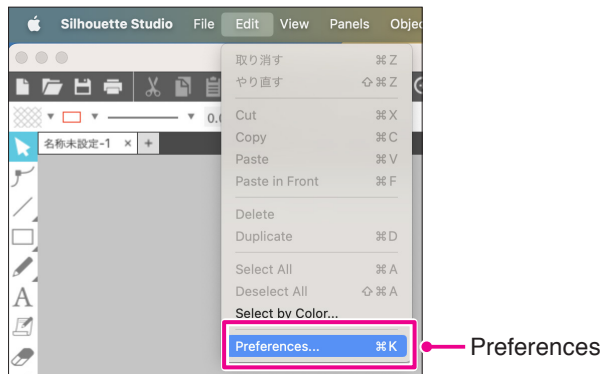 Silhouette Studio File Edit View Panels Objec
取り消す ⌘Z
やり直す ⇧⌘Z
0.0
Cut ⌘X
名称未設定-1 × +
Copy ⌘C
Paste ⌘V
Paste in Front ⌘F
Delete
Duplicate ⌘D
Select All ⌘A
Deselect All ⇧⌘A
Select by Color...
Preferences... ⌘K
Preferences